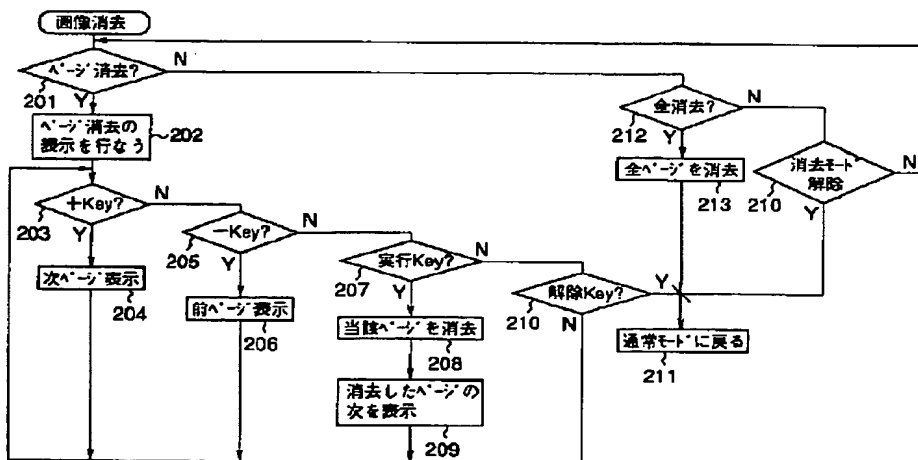 画像消去
ページ消去?
N
201
Y
ページ消去の
表示を行なう
202
+Key?
N
203
Y
次ページ表示
204
-Key?
N
205
Y
前ページ表示
206
実行Key?
N
207
Y
当該ページを消去
208
消去したページの
次を表示
209
解除Key?
Y
210
N
全消去?
N
212
Y
全ページを消去
213
消去モード
解除
N
210
Y
通常モードに戻る
211